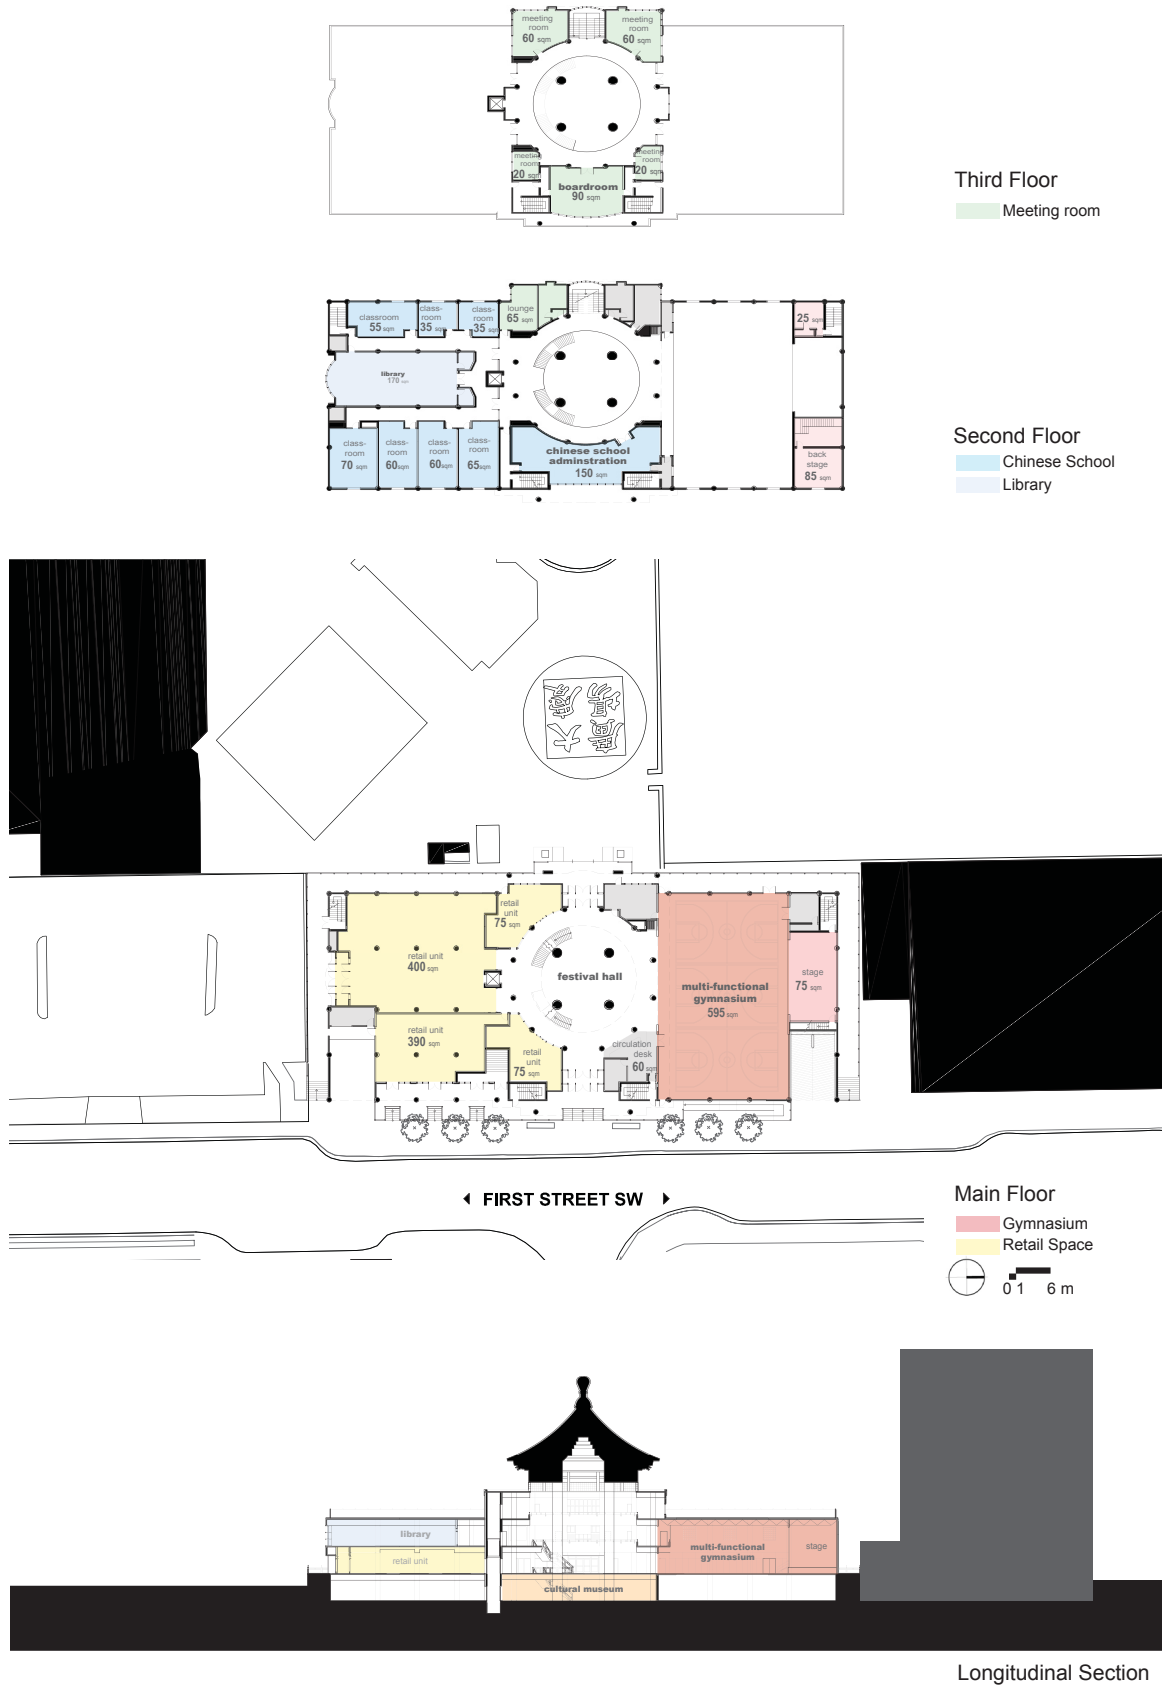 meeting
room
60 sqm
meeting
room
60 sqm
meeting
room
20 sqm
meeting
room
20 sqm
boardroom
90 sqm
Third Floor
Meeting room
classroom
55 sqm
class-
room
35 sqm
class-
room
35 sqm
lounge
65 sqm
25 sqm
library
170 sqm
class-
room
70 sqm
class-
room
60sqm
class-
room
60sqm
class-
room
65sqm
chinese school
adminstration
150 sqm
back
stage
85 sqm
Second Floor
Chinese School
Library
retail
unit
75 sqm
retail unit
400 sqm
festival hall
multi-functional
gymnasium
595 sqm
stage
75 sqm
retail unit
390 sqm
retail
unit
75 sqm
circulation
desk
60 sqm
FIRST STREET SW
Main Floor
Gymnasium
Retail Space
0 1 6 m
library
retail unit
multi-functional
gymnasium
stage
cultural museum
Longitudinal Section